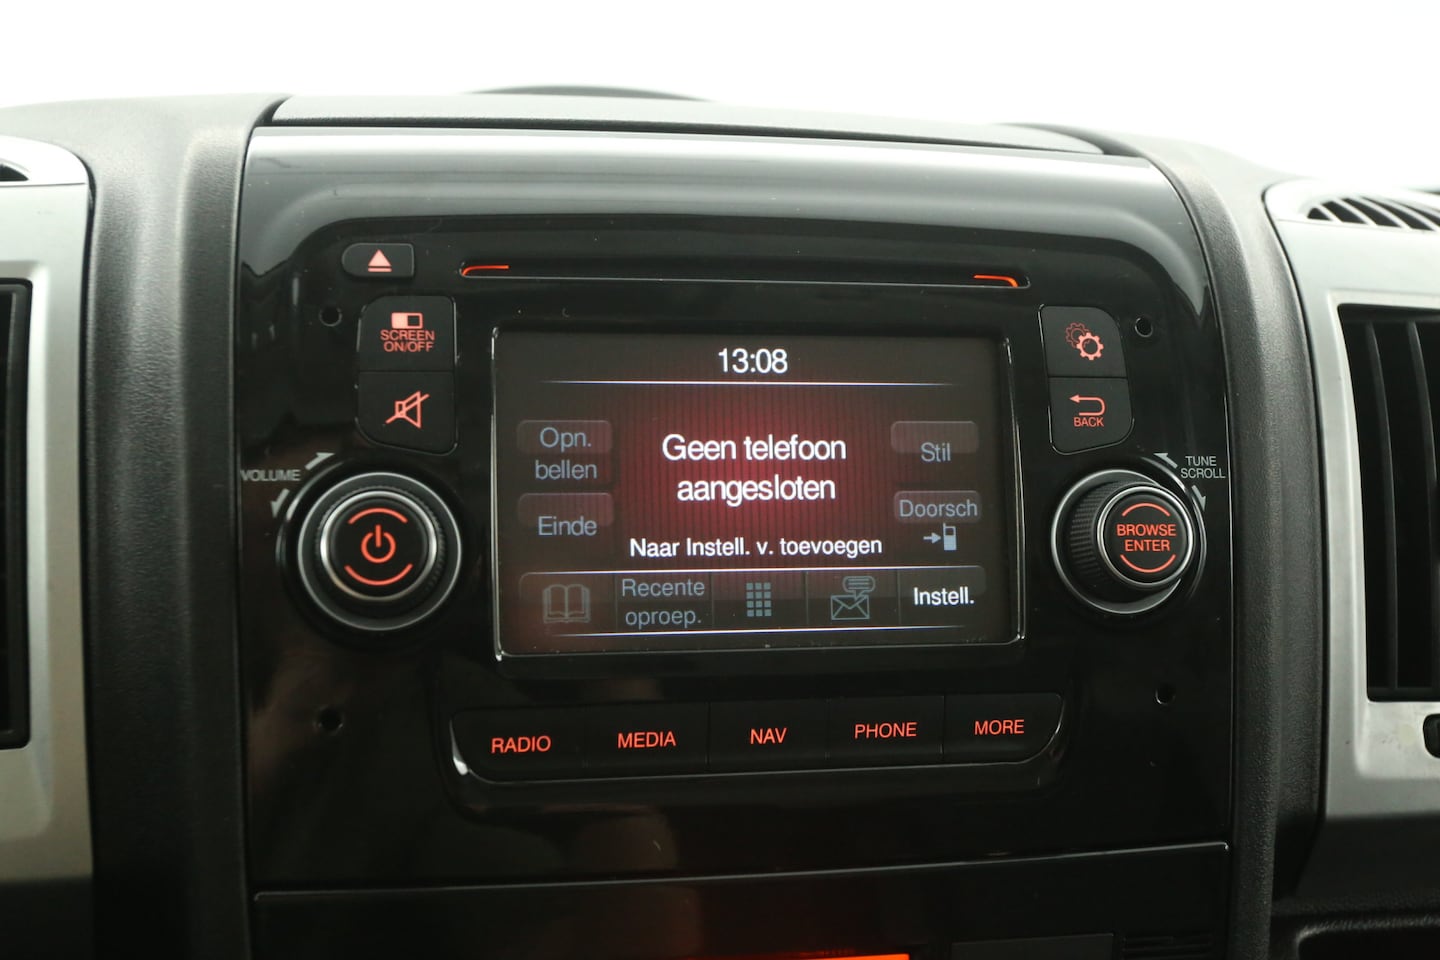 SCREEN
ON/OFF
13:08
BACK
VOLUME
TUNE
SCROLL
Opn.
bellen
Geen telefoon
aangesloten
Stil
Einde
Doorsch
Naar Instell. v. toevoegen
BROWSE
ENTER
Recente
oproep.
Instell.
RADIO
MEDIA
NAV
PHONE
MORE